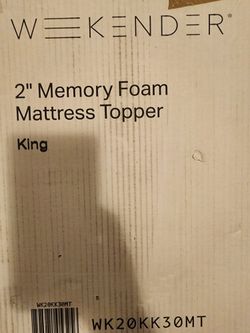 WEEKENDER®
2" Memory Foam
Mattress Topper
King
WK20KK30MT
WK20KK30MT